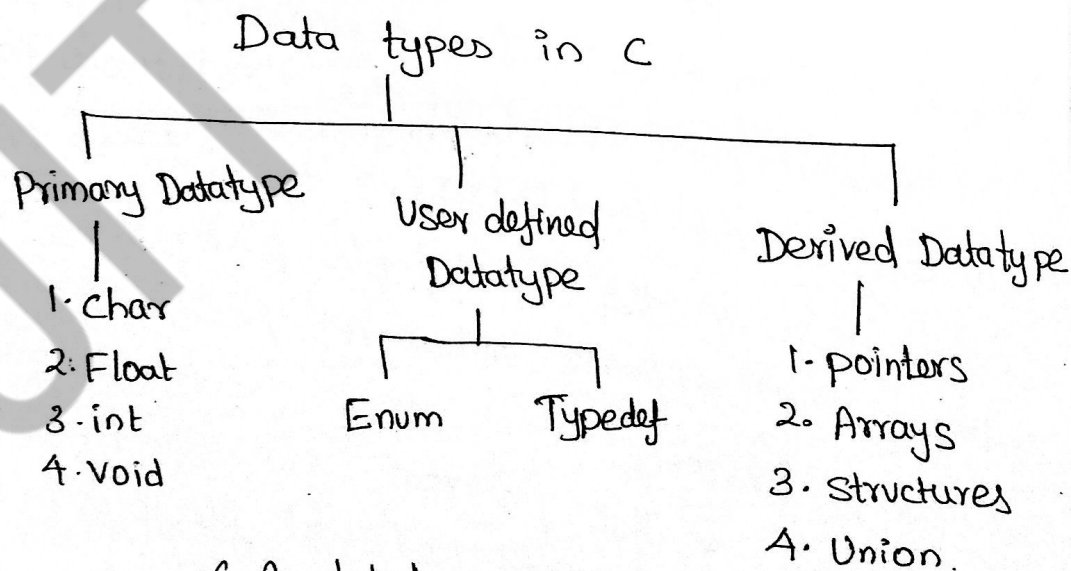 Data types in C
Primary Datatype
1. char
2. Float
3. int
4. Void
User defined
Datatype
Enum
Typedef
Derived Datatype
1. pointers
2. Arrays
3. Structures
4. Union.